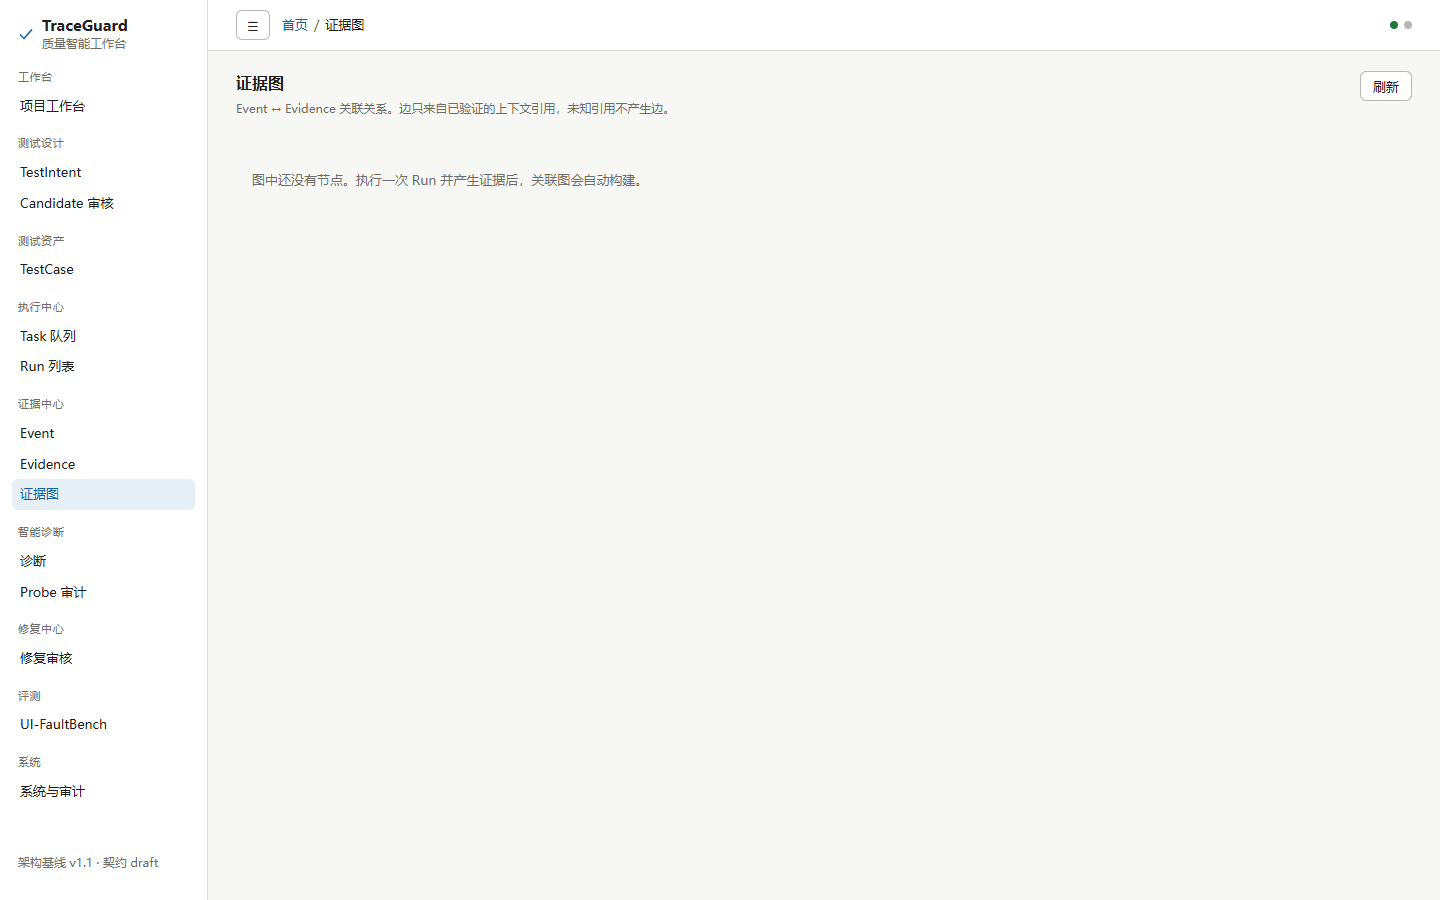 TraceGuard
质量智能工作台
工作台
项目工作台
测试设计
TestIntent
Candidate 审核
测试资产
TestCase
执行中心
Task 队列
Run 列表
证据中心
Event
Evidence
证据图
智能诊断
诊断
Probe 审计
修复中心
修复审核
评测
UI-FaultBench
系统
系统与审计
架构基线 v1.1 · 契约 draft
☰ 首页 / 证据图
证据图
刷新
Event ↔ Evidence 关联关系。边只来自已验证的上下文引用，未知引用不产生边。
图中还没有节点。执行一次 Run 并产生证据后，关联图会自动构建。